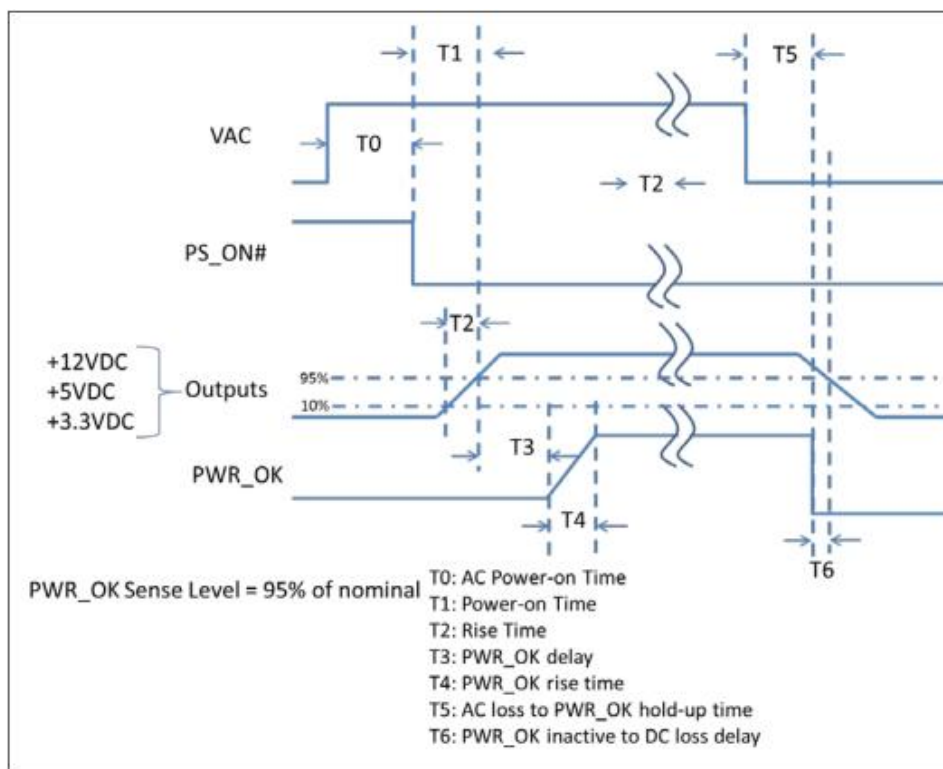 T1
T5
VAC
T0
T2
PS_ON#
T2
+12VDC
+5VDC
+3.3VDC
Outputs
95%
10%
T3
PWR_OK
T4
T6
PWR_OK Sense Level = 95% of nominal
T0: AC Power-on Time
T1: Power-on Time
T2: Rise Time
T3: PWR_OK delay
T4: PWR_OK rise time
T5: AC loss to PWR_OK hold-up time
T6: PWR_OK inactive to DC loss delay